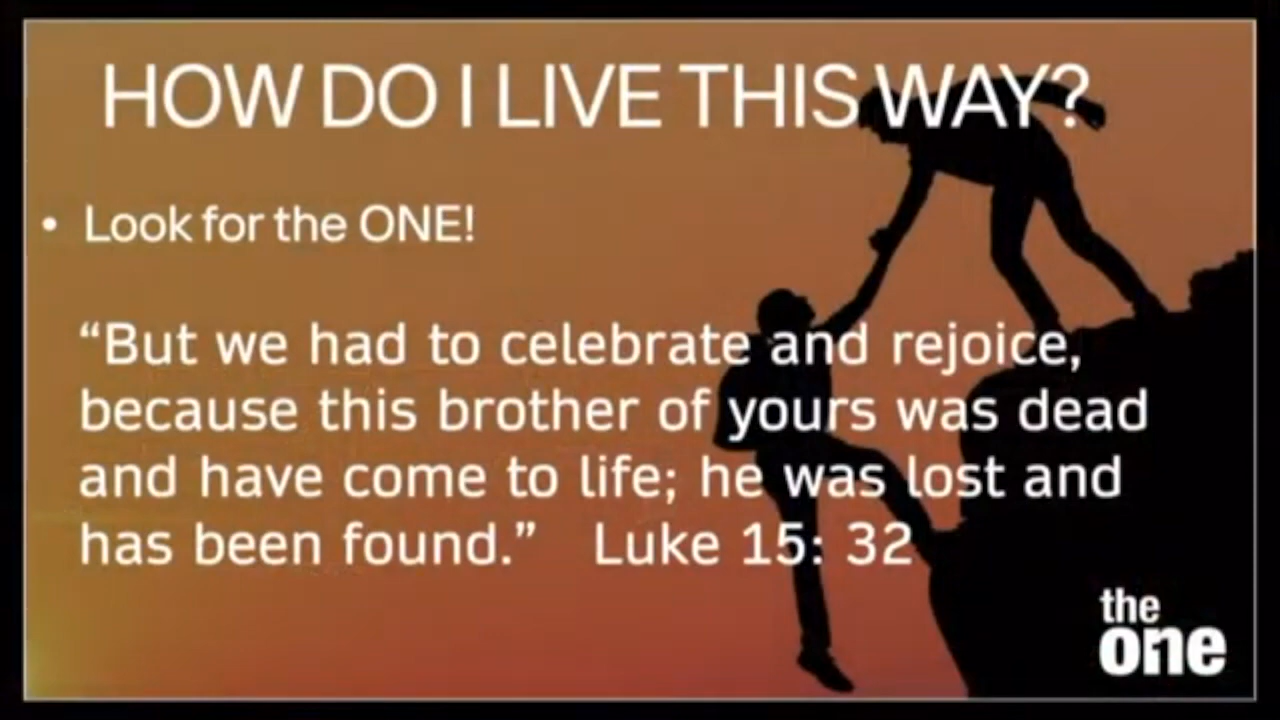 HOW DO I LIVE THIS WAY?
• Look for the ONE!
“But we had to celebrate and rejoice,
because this brother of yours was dead
and have come to life; he was lost and
has been found.” Luke 15: 32
the
one